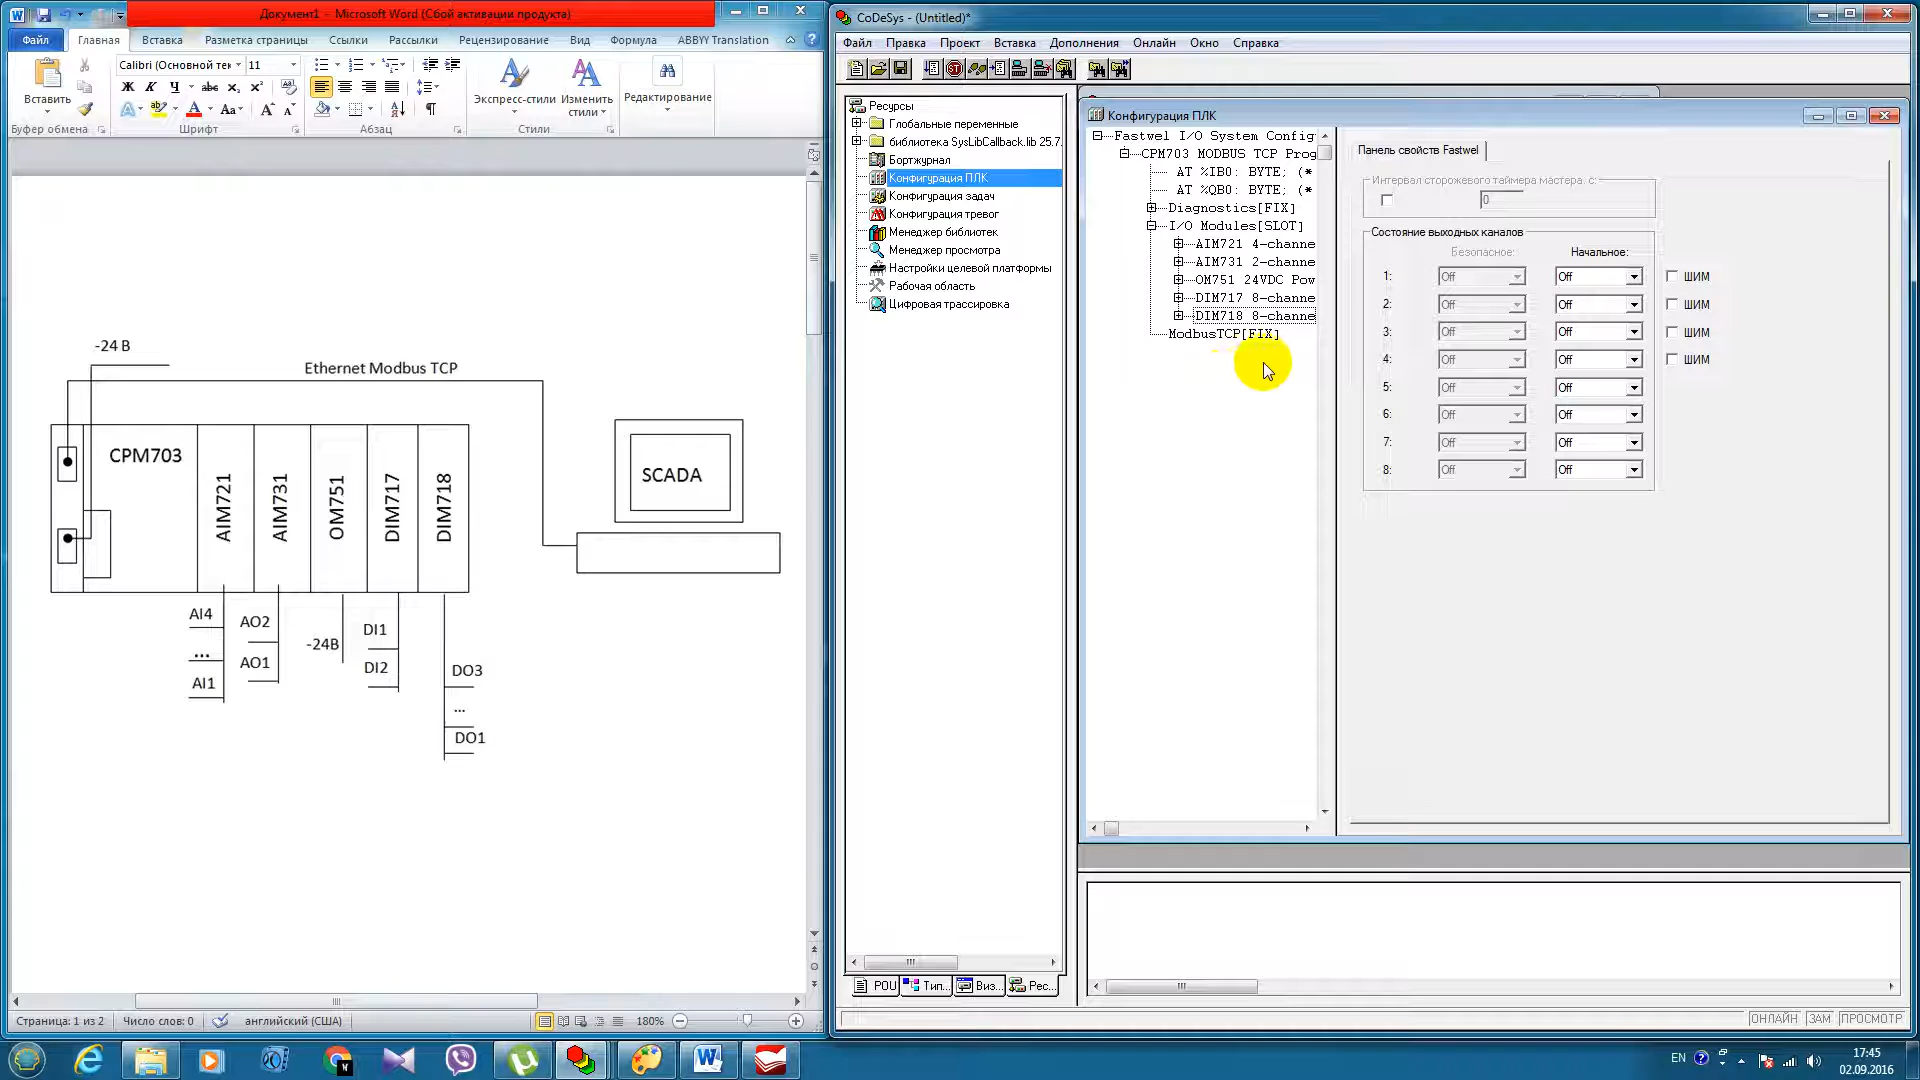 Документ1 - Microsoft Word (Сбой активации продукта)
Файл
Главная
Вставка
Разметка страницы
Ссылки
Рассылки
Рецензирование
Вид
Формула
ABBYY Translation
Calibri (Основной тек
11
Вставить
Экспресс-стили
Изменить
стили
Редактирование
Буфер обмена
Шрифт
Абзац
Стили
-24 В
Ethernet Modbus TCP
CPM703
AIM721
AIM731
OM751
DIM717
DIM718
SCADA
AI4
...
AI1
AO2
AO1
-24В
DI1
DI2
DO3
...
DO1
Страница: 1 из 2
Число слов: 0
английский (США)
180%
CoDeSys - (Untitled)*
Файл
Правка
Проект
Вставка
Дополнения
Онлайн
Окно
Справка
Ресурсы
Глобальные переменные
библиотека SysLibCallback.lib 25.7.
Бортжурнал
Конфигурация ПЛК
Конфигурация задач
Конфигурация тревог
Менеджер библиотек
Менеджер просмотра
Настройки целевой платформы
Рабочая область
Цифровая трассировка
POU
Тип...
Виз...
Рес...
Конфигурация ПЛК
Fastwel I/O System Config
CPM703 MODBUS TCP Prog
AT %IB0: BYTE; (*
AT %QB0: BYTE; (*
Diagnostics[FIX]
I/O Modules[SLOT]
AIM721 4-channe
AIM731 2-channe
OM751 24VDC Pow
DIM717 8-channe
DIM718 8-channe
ModbusTCP[FIX]
Панель свойств Fastwel
Интервал сторожевого таймера мастера, с:
0
Состояние выходных каналов
Безопасное:
Начальное:
1: Off Off ШИМ
2: Off Off ШИМ
3: Off Off ШИМ
4: Off Off ШИМ
5: Off Off
6: Off Off
7: Off Off
8: Off Off
ОНЛАЙН
ЗАМ
ПРОСМОТР
EN
17:45
02.09.2016